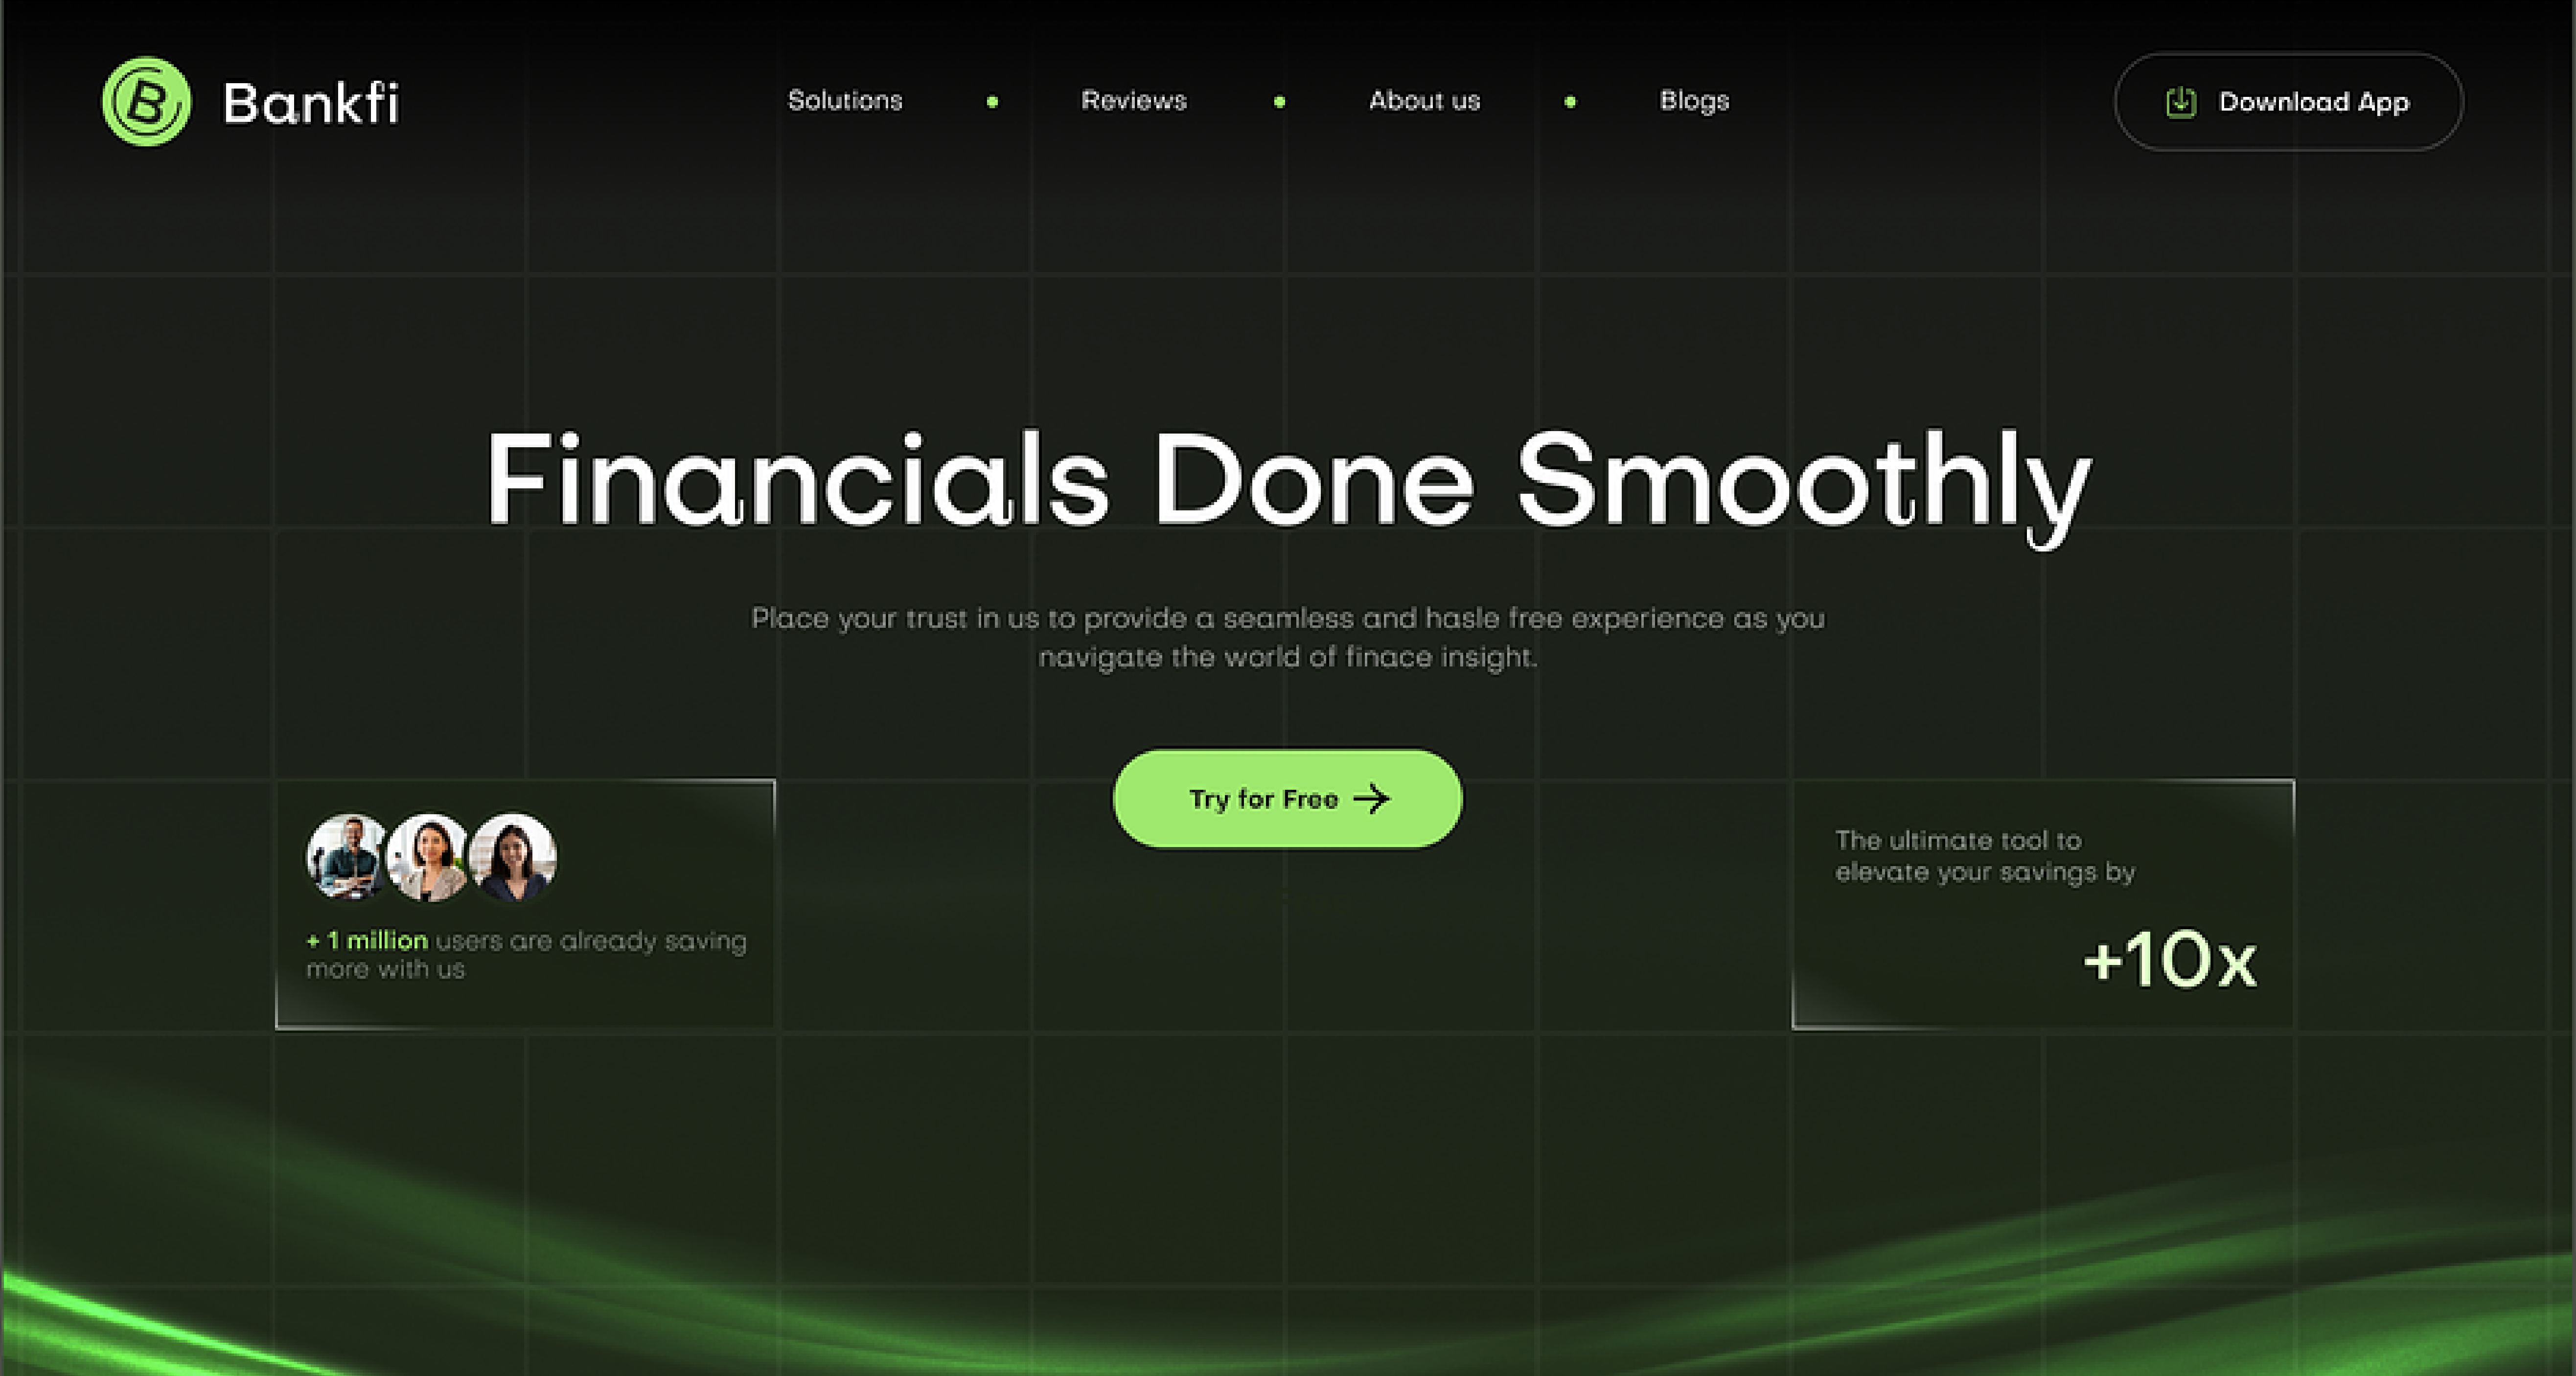 Bankfi
Solutions
Reviews
About us
Blogs
Download App
Financials Done Smoothly
Place your trust in us to provide a seamless and hasle free experience as you
navigate the world of finace insight.
Try for Free
+ 1 million users are already saving
more with us
The ultimate tool to
elevate your savings by
+10x